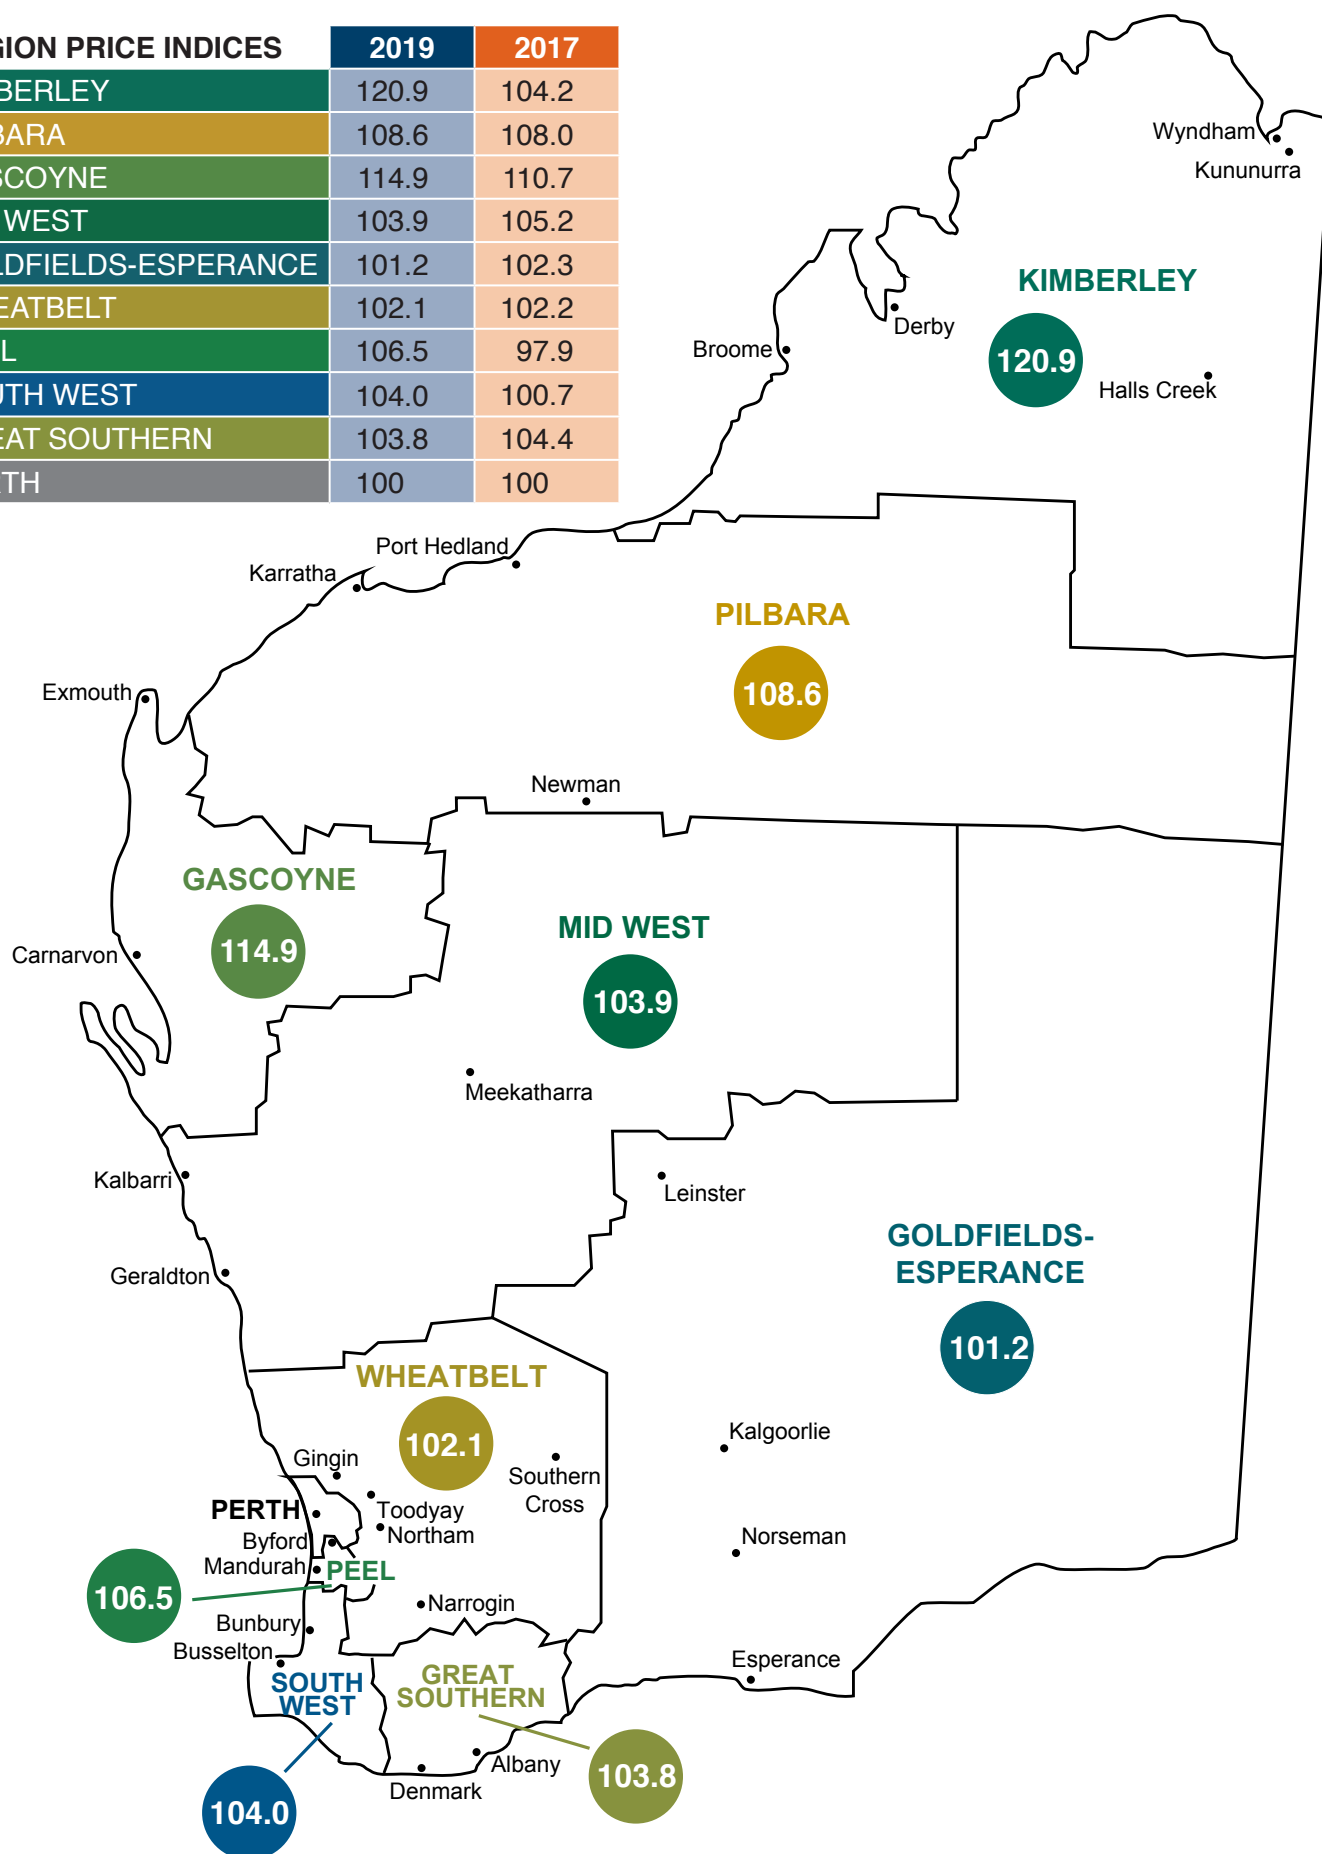 GION PRICE INDICES 2019 2017
BERLEY 120.9 104.2
BARA 108.6 108.0
SCOYNE 114.9 110.7
WEST 103.9 105.2
LDFIELDS-ESPERANCE 101.2 102.3
EATBELT 102.1 102.2
L 106.5 97.9
UTH WEST 104.0 100.7
EAT SOUTHERN 103.8 104.4
TH 100 100
Wyndham
Kununurra
KIMBERLEY
120.9
Derby
Broome
Halls Creek
Port Hedland
Karratha
PILBARA
108.6
Exmouth
Newman
GASCOYNE
114.9
MID WEST
103.9
Carnarvon
Meekatharra
Kalbarri
Leinster
GOLDFIELDS-
ESPERANCE
101.2
Geraldton
WHEATBELT
102.1
Kalgoorlie
Gingin
Southern
Cross
PERTH
Toodyay
Northam
Byford
Norseman
Mandurah
PEEL
106.5
Narrogin
Bunbury
Busselton
Esperance
SOUTH
WEST
GREAT
SOUTHERN
Albany
Denmark
103.8
104.0